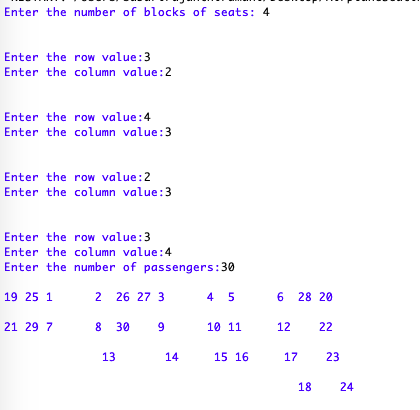 Enter the number of blocks of seats: 4
Enter the row value:3
Enter the column value:2
Enter the row value:4
Enter the column value:3
Enter the row value:2
Enter the column value:3
Enter the row value:3
Enter the column value:4
Enter the number of passengers:30
19 25 1 2 26 27 3 4 5 6 28 20
21 29 7 8 30 9 10 11 12 22
13 14 15 16 17 23
18 24